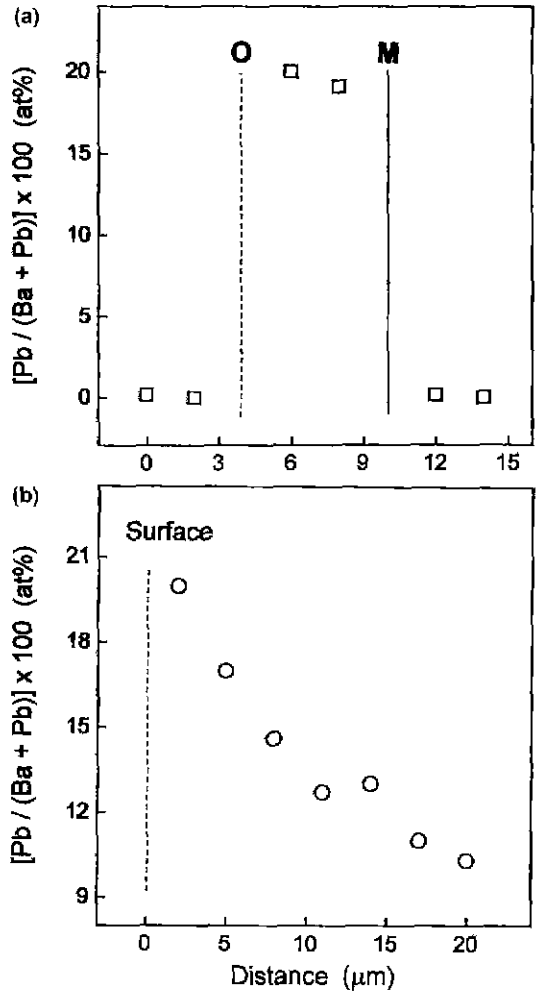 (a)
[Pb / (Ba + Pb)] x 100 (at%)
20
15
10
5
0
O
M
0 3 6 9 12 15
(b)
[Pb / (Ba + Pb)] x 100 (at%)
21
18
15
12
9
Surface
0 5 10 15 20
Distance (μm)